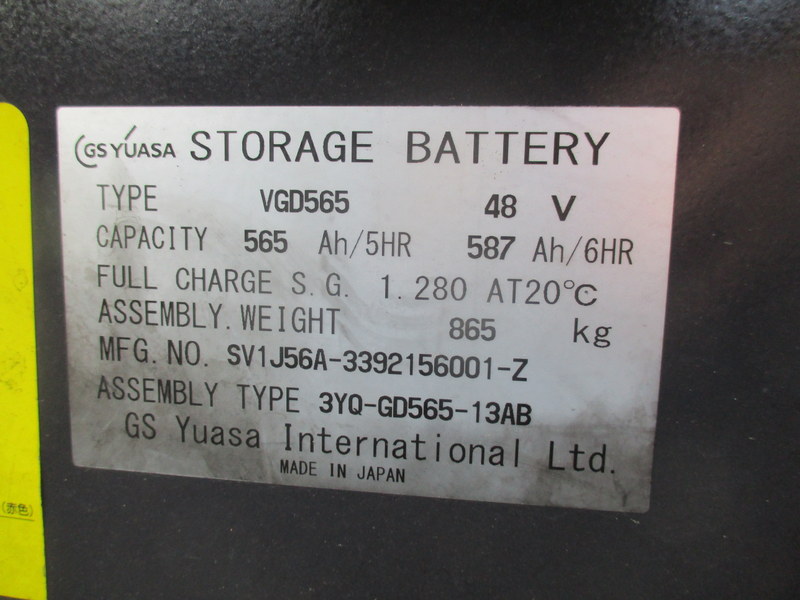 GS YUASA STORAGE BATTERY
TYPE VGD565 48 V
CAPACITY 565 Ah/5HR 587 Ah/6HR
FULL CHARGE S.G. 1.280 AT20℃
ASSEMBLY.WEIGHT 865 kg
MFG.NO. SV1J56A-3392156001-Z
ASSEMBLY TYPE 3YQ-GD565-13AB
GS Yuasa International Ltd.
MADE IN JAPAN
(赤色)